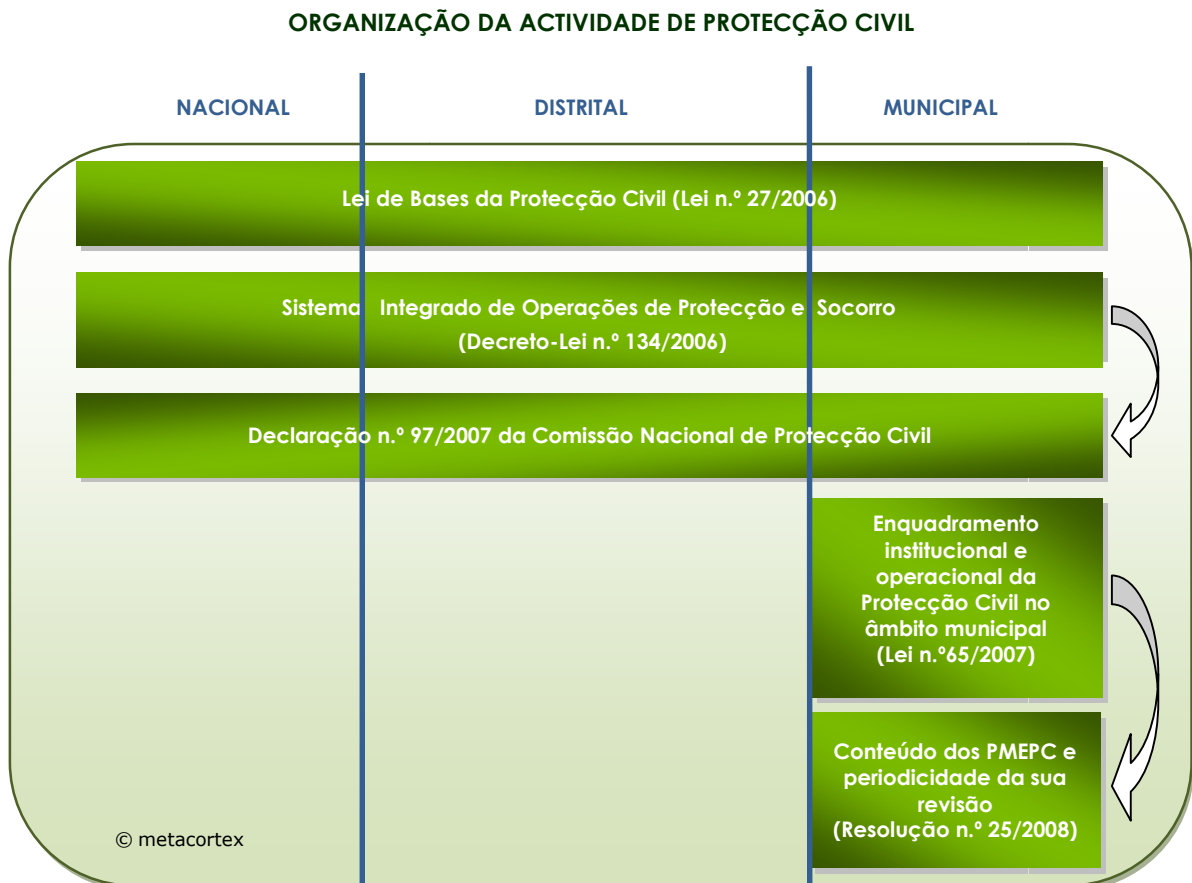 ORGANIZAÇÃO DA ACTIVIDADE DE PROTECÇÃO CIVIL
NACIONAL
DISTRITAL
MUNICIPAL
Lei de Bases da Protecção Civil (Lei n.º 27/2006)
Sistema Integrado de Operações de Protecção e Socorro
(Decreto-Lei n.º 134/2006)
Declaração n.º 97/2007 da Comissão Nacional de Protecção Civil
Enquadramento
institucional e
operacional da
Protecção Civil no
âmbito municipal
(Lei n.º65/2007)
Conteúdo dos PMEPC e
periodicidade da sua
revisão
(Resolução n.º 25/2008)
© metacortex